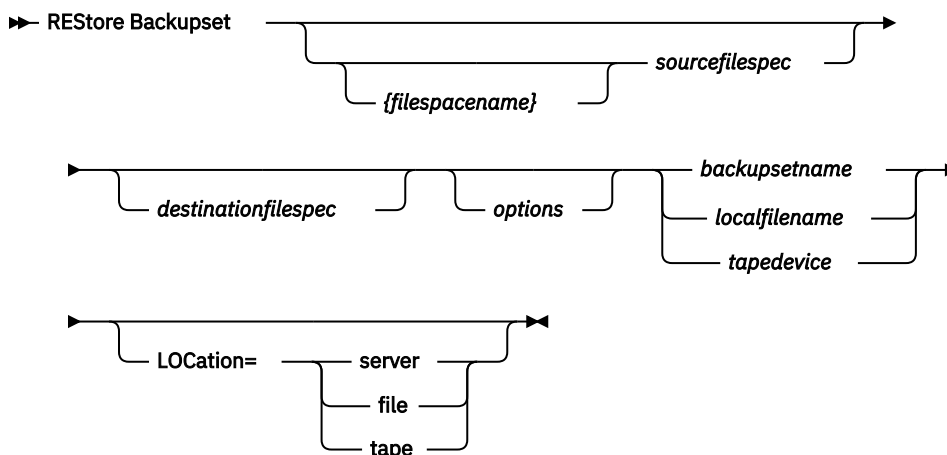 REStore Backupset
sourcefilespec
{filespacename}
backupsetname
destinationfilespec options localfilename
tapedevice
LOCation= server
file
tape